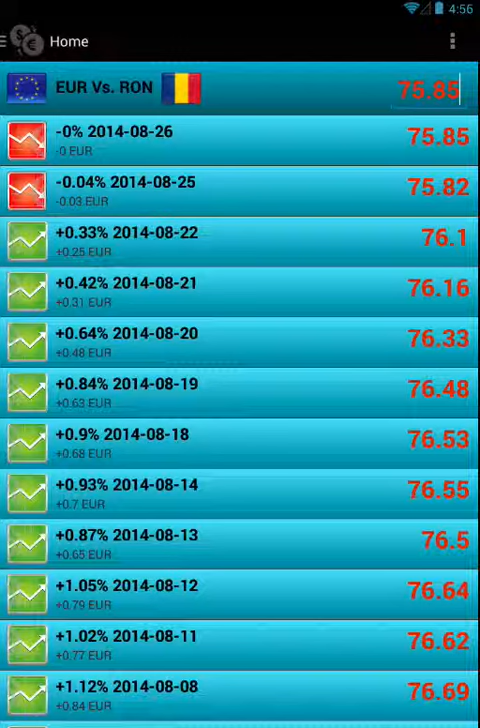 4:56
Home
EUR Vs. RON 75.85
-0% 2014-08-26 75.85
-0 EUR
-0.04% 2014-08-25 75.82
-0.03 EUR
+0.33% 2014-08-22 76.1
+0.25 EUR
+0.42% 2014-08-21 76.16
+0.31 EUR
+0.64% 2014-08-20 76.33
+0.48 EUR
+0.84% 2014-08-19 76.48
+0.63 EUR
+0.9% 2014-08-18 76.53
+0.68 EUR
+0.93% 2014-08-14 76.55
+0.7 EUR
+0.87% 2014-08-13 76.5
+0.65 EUR
+1.05% 2014-08-12 76.64
+0.79 EUR
+1.02% 2014-08-11 76.62
+0.77 EUR
+1.12% 2014-08-08 76.69
+0.84 EUR